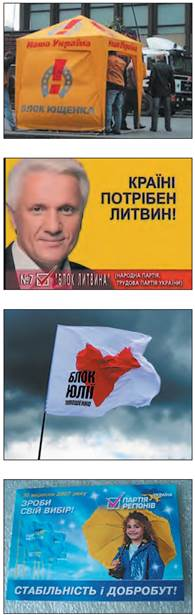 Наша Україна
Наша Україна
БЛОК ЮЩЕНКА
КРАЇНІ
ПОТРІБЕН
ЛИТВИН!
№7 "БЛОК ЛИТВИНА"
(НАРОДНА ПАРТІЯ,
ТРУДОВА ПАРТІЯ УКРАЇНИ)
БЛОК
ЮЛІЇ
ТИМОШЕНКО
30 вересня 2007 року
ЗРОБИ
СВІЙ ВИБІР!
ПАРТІЯ
РЕГІОНІВ
СТАБІЛЬНІСТЬ і ДОБРОБУТ!